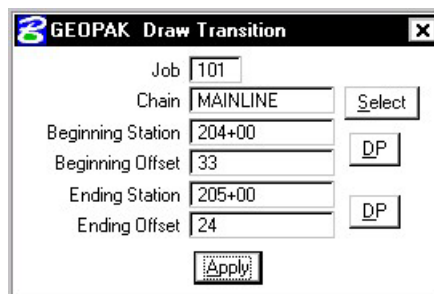 GEOPAK Draw Transition
Job 101
Chain MAINLINE Select
Beginning Station 204+00
DP
Beginning Offset 33
Ending Station 205+00
DP
Ending Offset 24
Apply